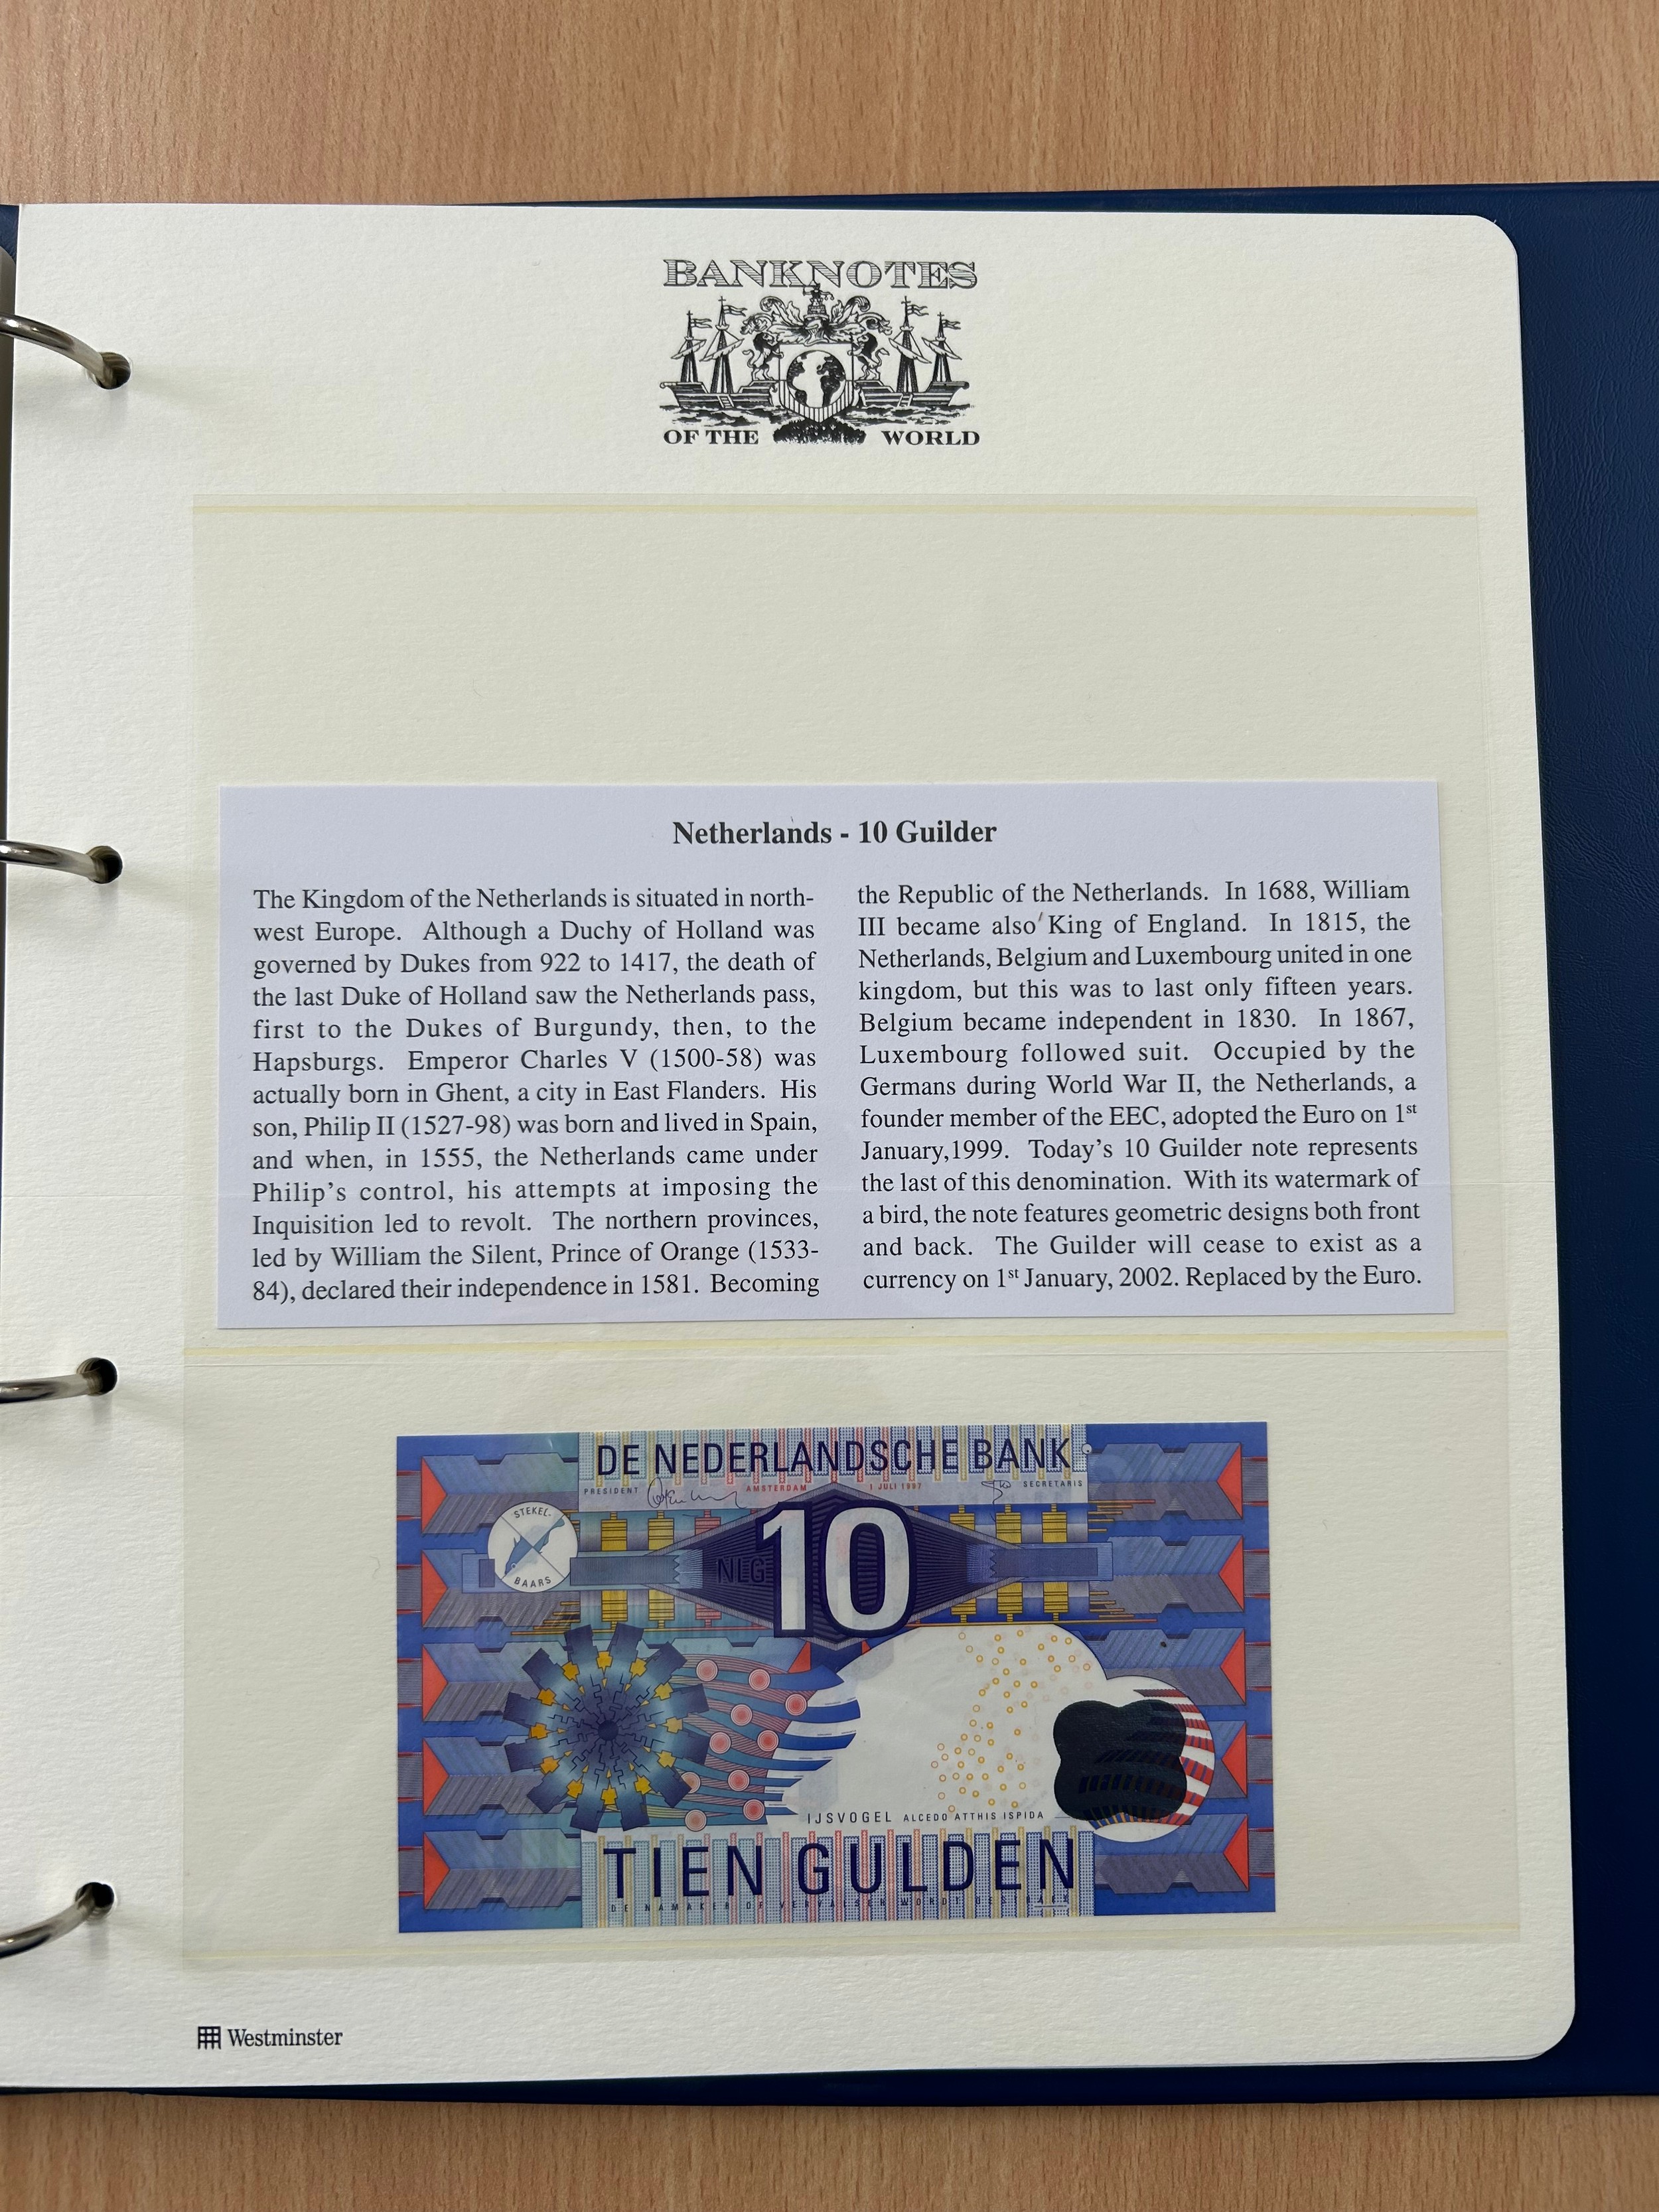 BANKNOTES
OF THE WORLD
Netherlands - 10 Guilder
The Kingdom of the Netherlands is situated in north-
west Europe. Although a Duchy of Holland was
governed by Dukes from 922 to 1417, the death of
the last Duke of Holland saw the Netherlands pass,
first to the Dukes of Burgundy, then, to the
Hapsburgs. Emperor Charles V (1500-58) was
actually born in Ghent, a city in East Flanders. His
son, Philip II (1527-98) was born and lived in Spain,
and when, in 1555, the Netherlands came under
Philip's control, his attempts at imposing the
Inquisition led to revolt. The northern provinces,
led by William the Silent, Prince of Orange (1533-
84), declared their independence in 1581. Becoming
the Republic of the Netherlands. In 1688, William
III became also King of England. In 1815, the
Netherlands, Belgium and Luxembourg united in one
kingdom, but this was to last only fifteen years.
Belgium became independent in 1830. In 1867,
Luxembourg followed suit. Occupied by the
Germans during World War II, the Netherlands, a
founder member of the EEC, adopted the Euro on 1st
January,1999. Today's 10 Guilder note represents
the last of this denomination. With its watermark of
a bird, the note features geometric designs both front
and back. The Guilder will cease to exist as a
currency on 1st January, 2002. Replaced by the Euro.
DE NEDERLANDSCHE BANK
PRESIDENT AMSTERDAM 1 JULI 1997 SECRETARIS
STEKEL-
BAARS
NLG 10
IJSVOGEL ALCEDO ATTHIS ISPIDA
TIEN GULDEN
DE NAMAKER OF
Westminster